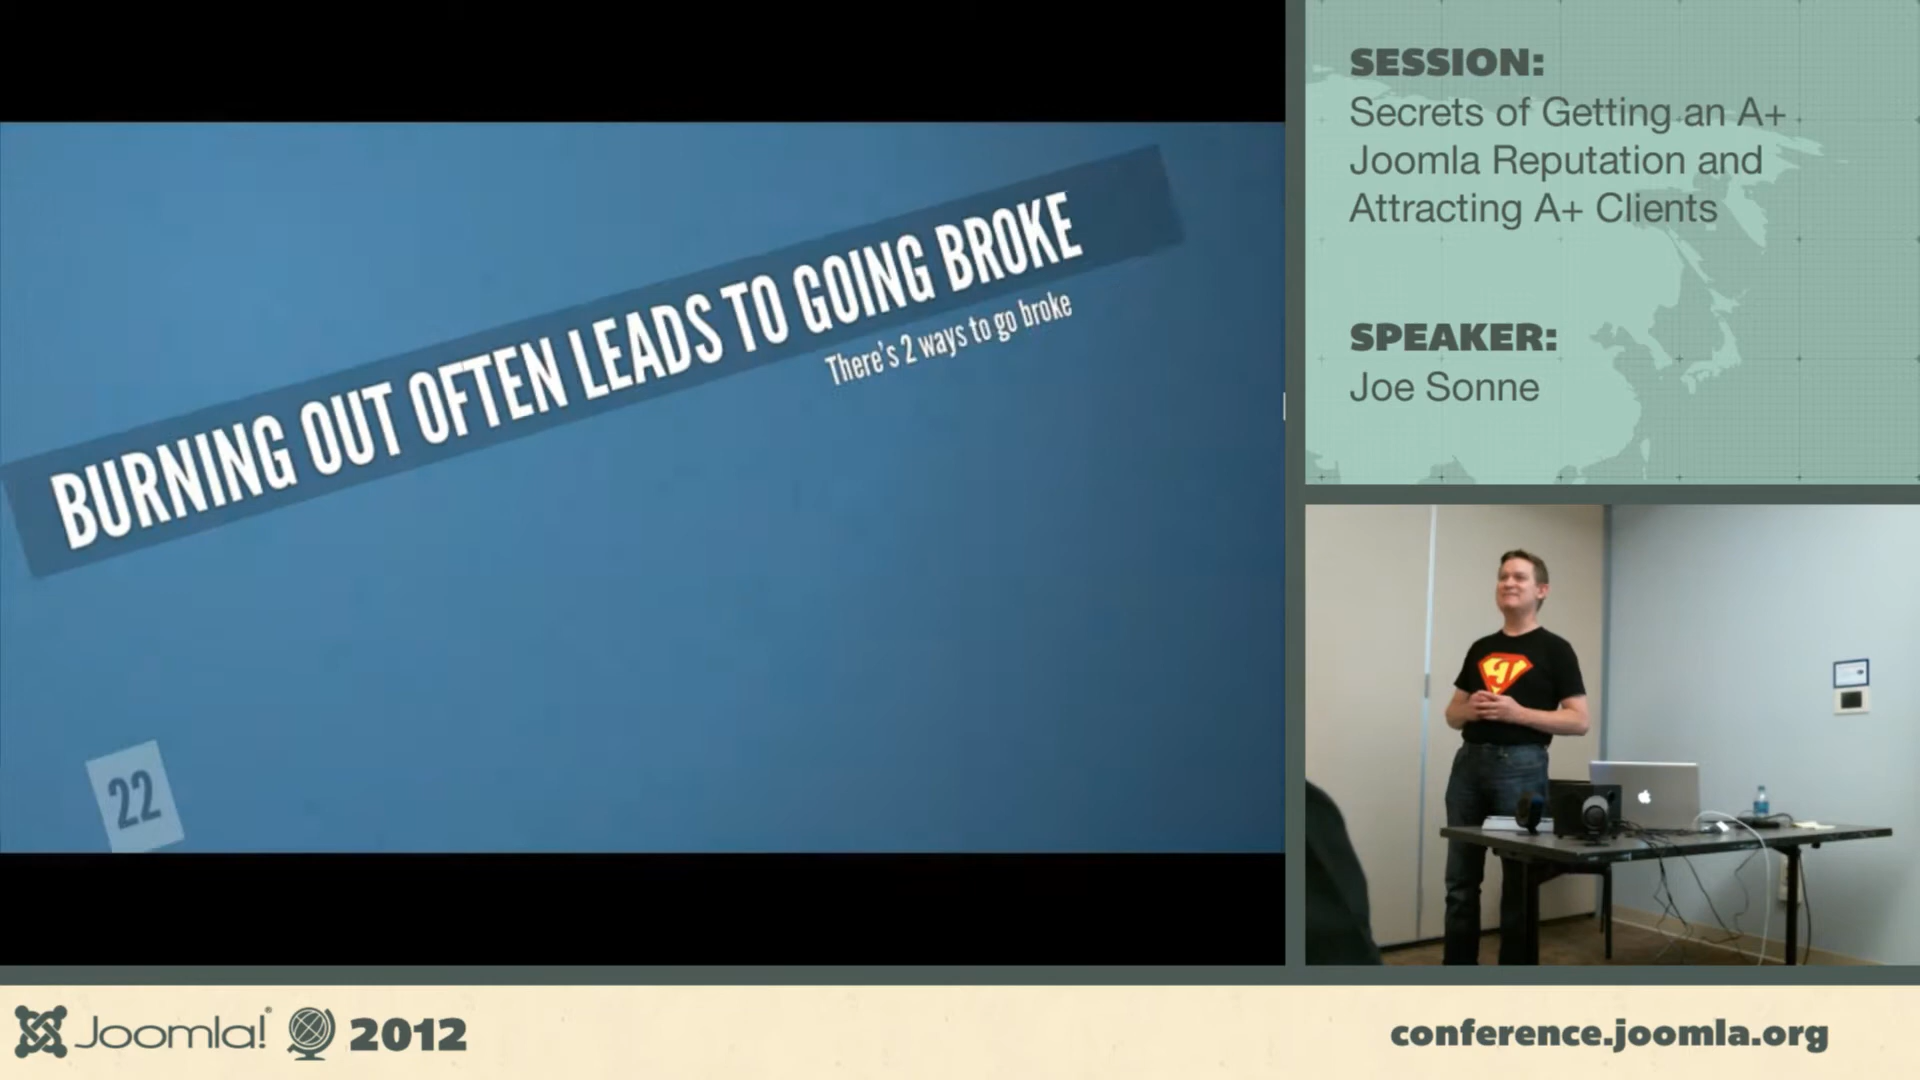 BURNING OUT OFTEN LEADS TO GOING BROKE
There's 2 ways to go broke
22
SESSION:
Secrets of Getting an A+
Joomla Reputation and
Attracting A+ Clients
SPEAKER:
Joe Sonne
4!
Joomla!® 2012
conference.joomla.org